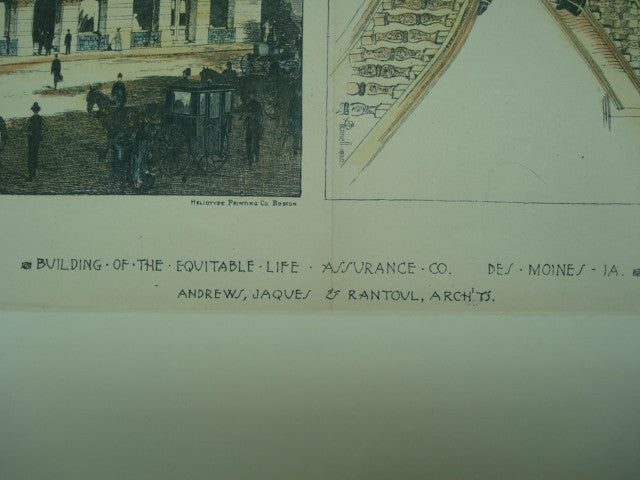 HELIOTYPE PRINTING CO. BOSTON
BUILDING · OF · THE · EQUITABLE · LIFE · ASSURANCE · CO. DES · MOINES · IA.
ANDREWS, JAQUES & RANTOUL, ARCH'TS.